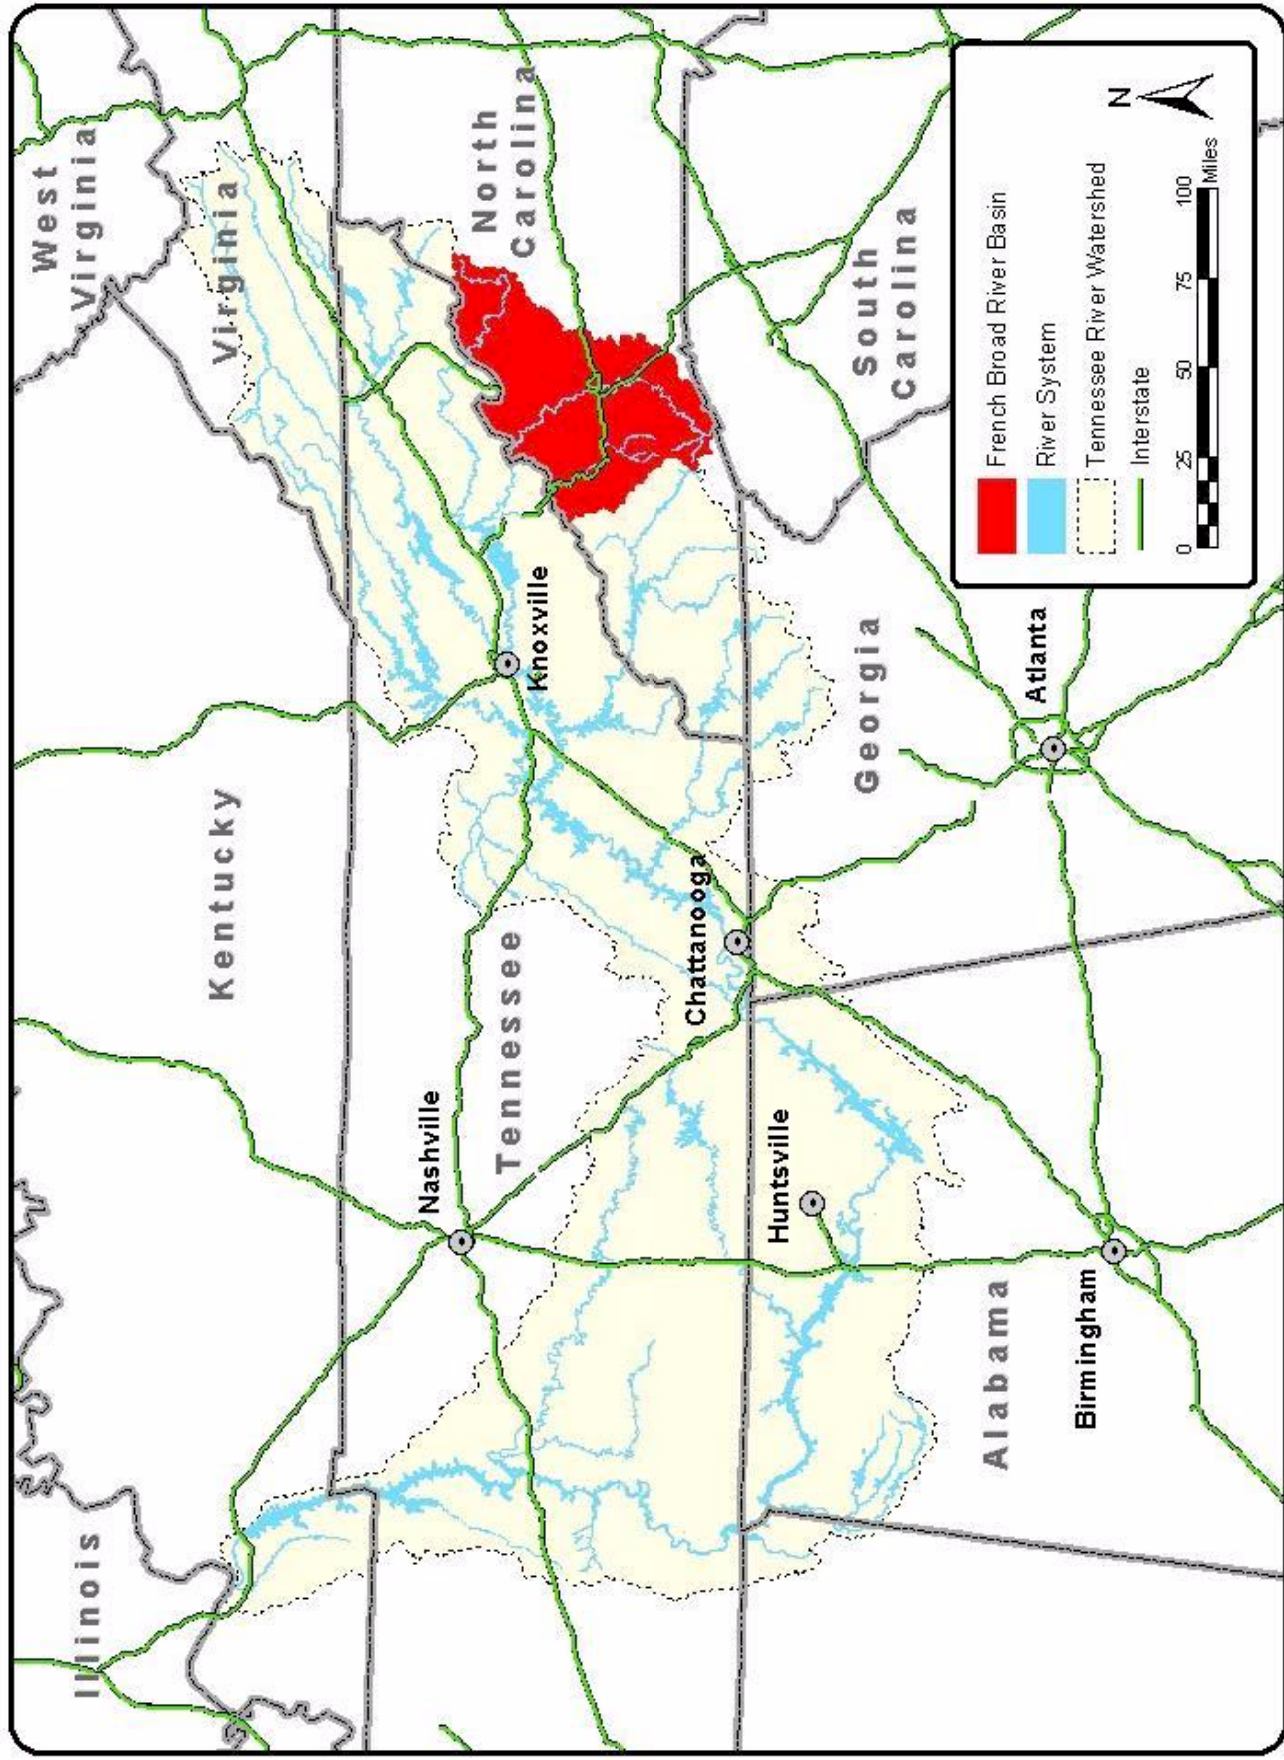 West
Virginia
Illinois
Kentucky
Virginia
North
Carolina
Nashville
Tennessee
Knoxville
Chattanooga
Huntsville
South
Carolina
Georgia
Alabama
Atlanta
Birmingham
French Broad River Basin
River System
Tennessee River Watershed
Interstate
N
0 25 50 75 100
Miles